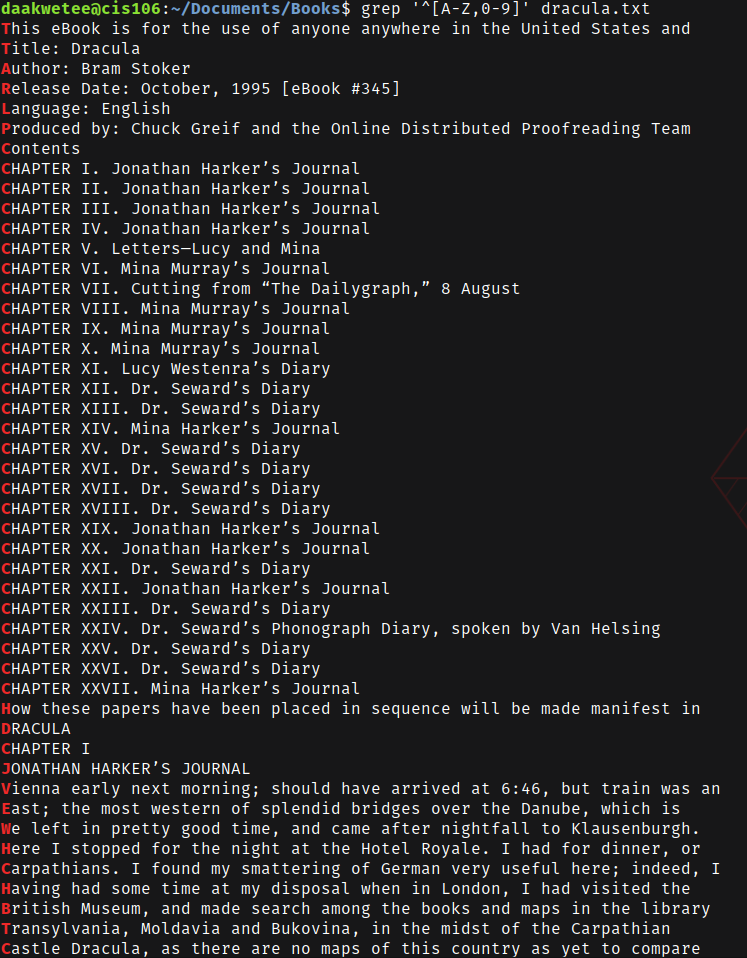 daakwetee@cis106:~/Documents/Books$ grep '^[A-Z,0-9]' dracula.txt
This eBook is for the use of anyone anywhere in the United States and
Title: Dracula
Author: Bram Stoker
Release Date: October, 1995 [eBook #345]
Language: English
Produced by: Chuck Greif and the Online Distributed Proofreading Team
Contents
CHAPTER I. Jonathan Harker’s Journal
CHAPTER II. Jonathan Harker’s Journal
CHAPTER III. Jonathan Harker’s Journal
CHAPTER IV. Jonathan Harker’s Journal
CHAPTER V. Letters—Lucy and Mina
CHAPTER VI. Mina Murray’s Journal
CHAPTER VII. Cutting from “The Dailygraph,” 8 August
CHAPTER VIII. Mina Murray’s Journal
CHAPTER IX. Mina Murray’s Journal
CHAPTER X. Mina Murray’s Journal
CHAPTER XI. Lucy Westenra’s Diary
CHAPTER XII. Dr. Seward’s Diary
CHAPTER XIII. Dr. Seward’s Diary
CHAPTER XIV. Mina Harker’s Journal
CHAPTER XV. Dr. Seward’s Diary
CHAPTER XVI. Dr. Seward’s Diary
CHAPTER XVII. Dr. Seward’s Diary
CHAPTER XVIII. Dr. Seward’s Diary
CHAPTER XIX. Jonathan Harker’s Journal
CHAPTER XX. Jonathan Harker’s Journal
CHAPTER XXI. Dr. Seward’s Diary
CHAPTER XXII. Jonathan Harker’s Journal
CHAPTER XXIII. Dr. Seward’s Diary
CHAPTER XXIV. Dr. Seward’s Phonograph Diary, spoken by Van Helsing
CHAPTER XXV. Dr. Seward’s Diary
CHAPTER XXVI. Dr. Seward’s Diary
CHAPTER XXVII. Mina Harker’s Journal
How these papers have been placed in sequence will be made manifest in
DRACULA
CHAPTER I
JONATHAN HARKER’S JOURNAL
Vienna early next morning; should have arrived at 6:46, but train was an
East; the most western of splendid bridges over the Danube, which is
We left in pretty good time, and came after nightfall to Klausenburgh.
Here I stopped for the night at the Hotel Royale. I had for dinner, or
Carpathians. I found my smattering of German very useful here; indeed, I
Having had some time at my disposal when in London, I had visited the
British Museum, and made search among the books and maps in the library
Transylvania, Moldavia and Bukovina, in the midst of the Carpathian
Castle Dracula, as there are no maps of this country as yet to compare